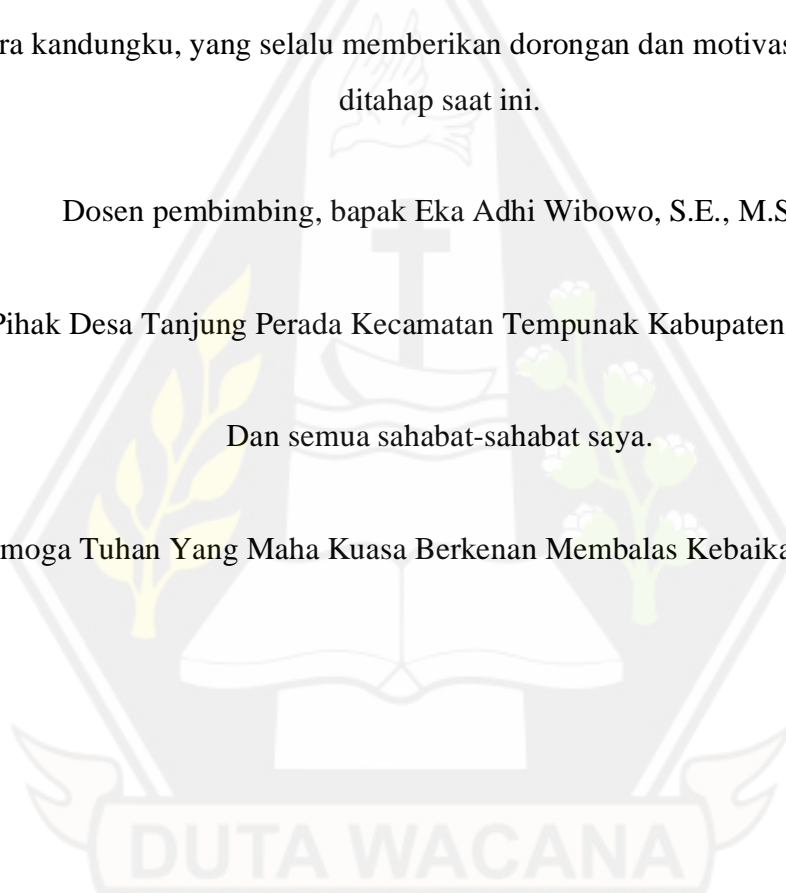 ra kandungku, yang selalu memberikan dorongan dan motivas
ditahap saat ini.
Dosen pembimbing, bapak Eka Adhi Wibowo, S.E., M.S
Pihak Desa Tanjung Perada Kecamatan Tempunak Kabupaten
Dan semua sahabat-sahabat saya.
moga Tuhan Yang Maha Kuasa Berkenan Membalas Kebaika
DUTA WACANA